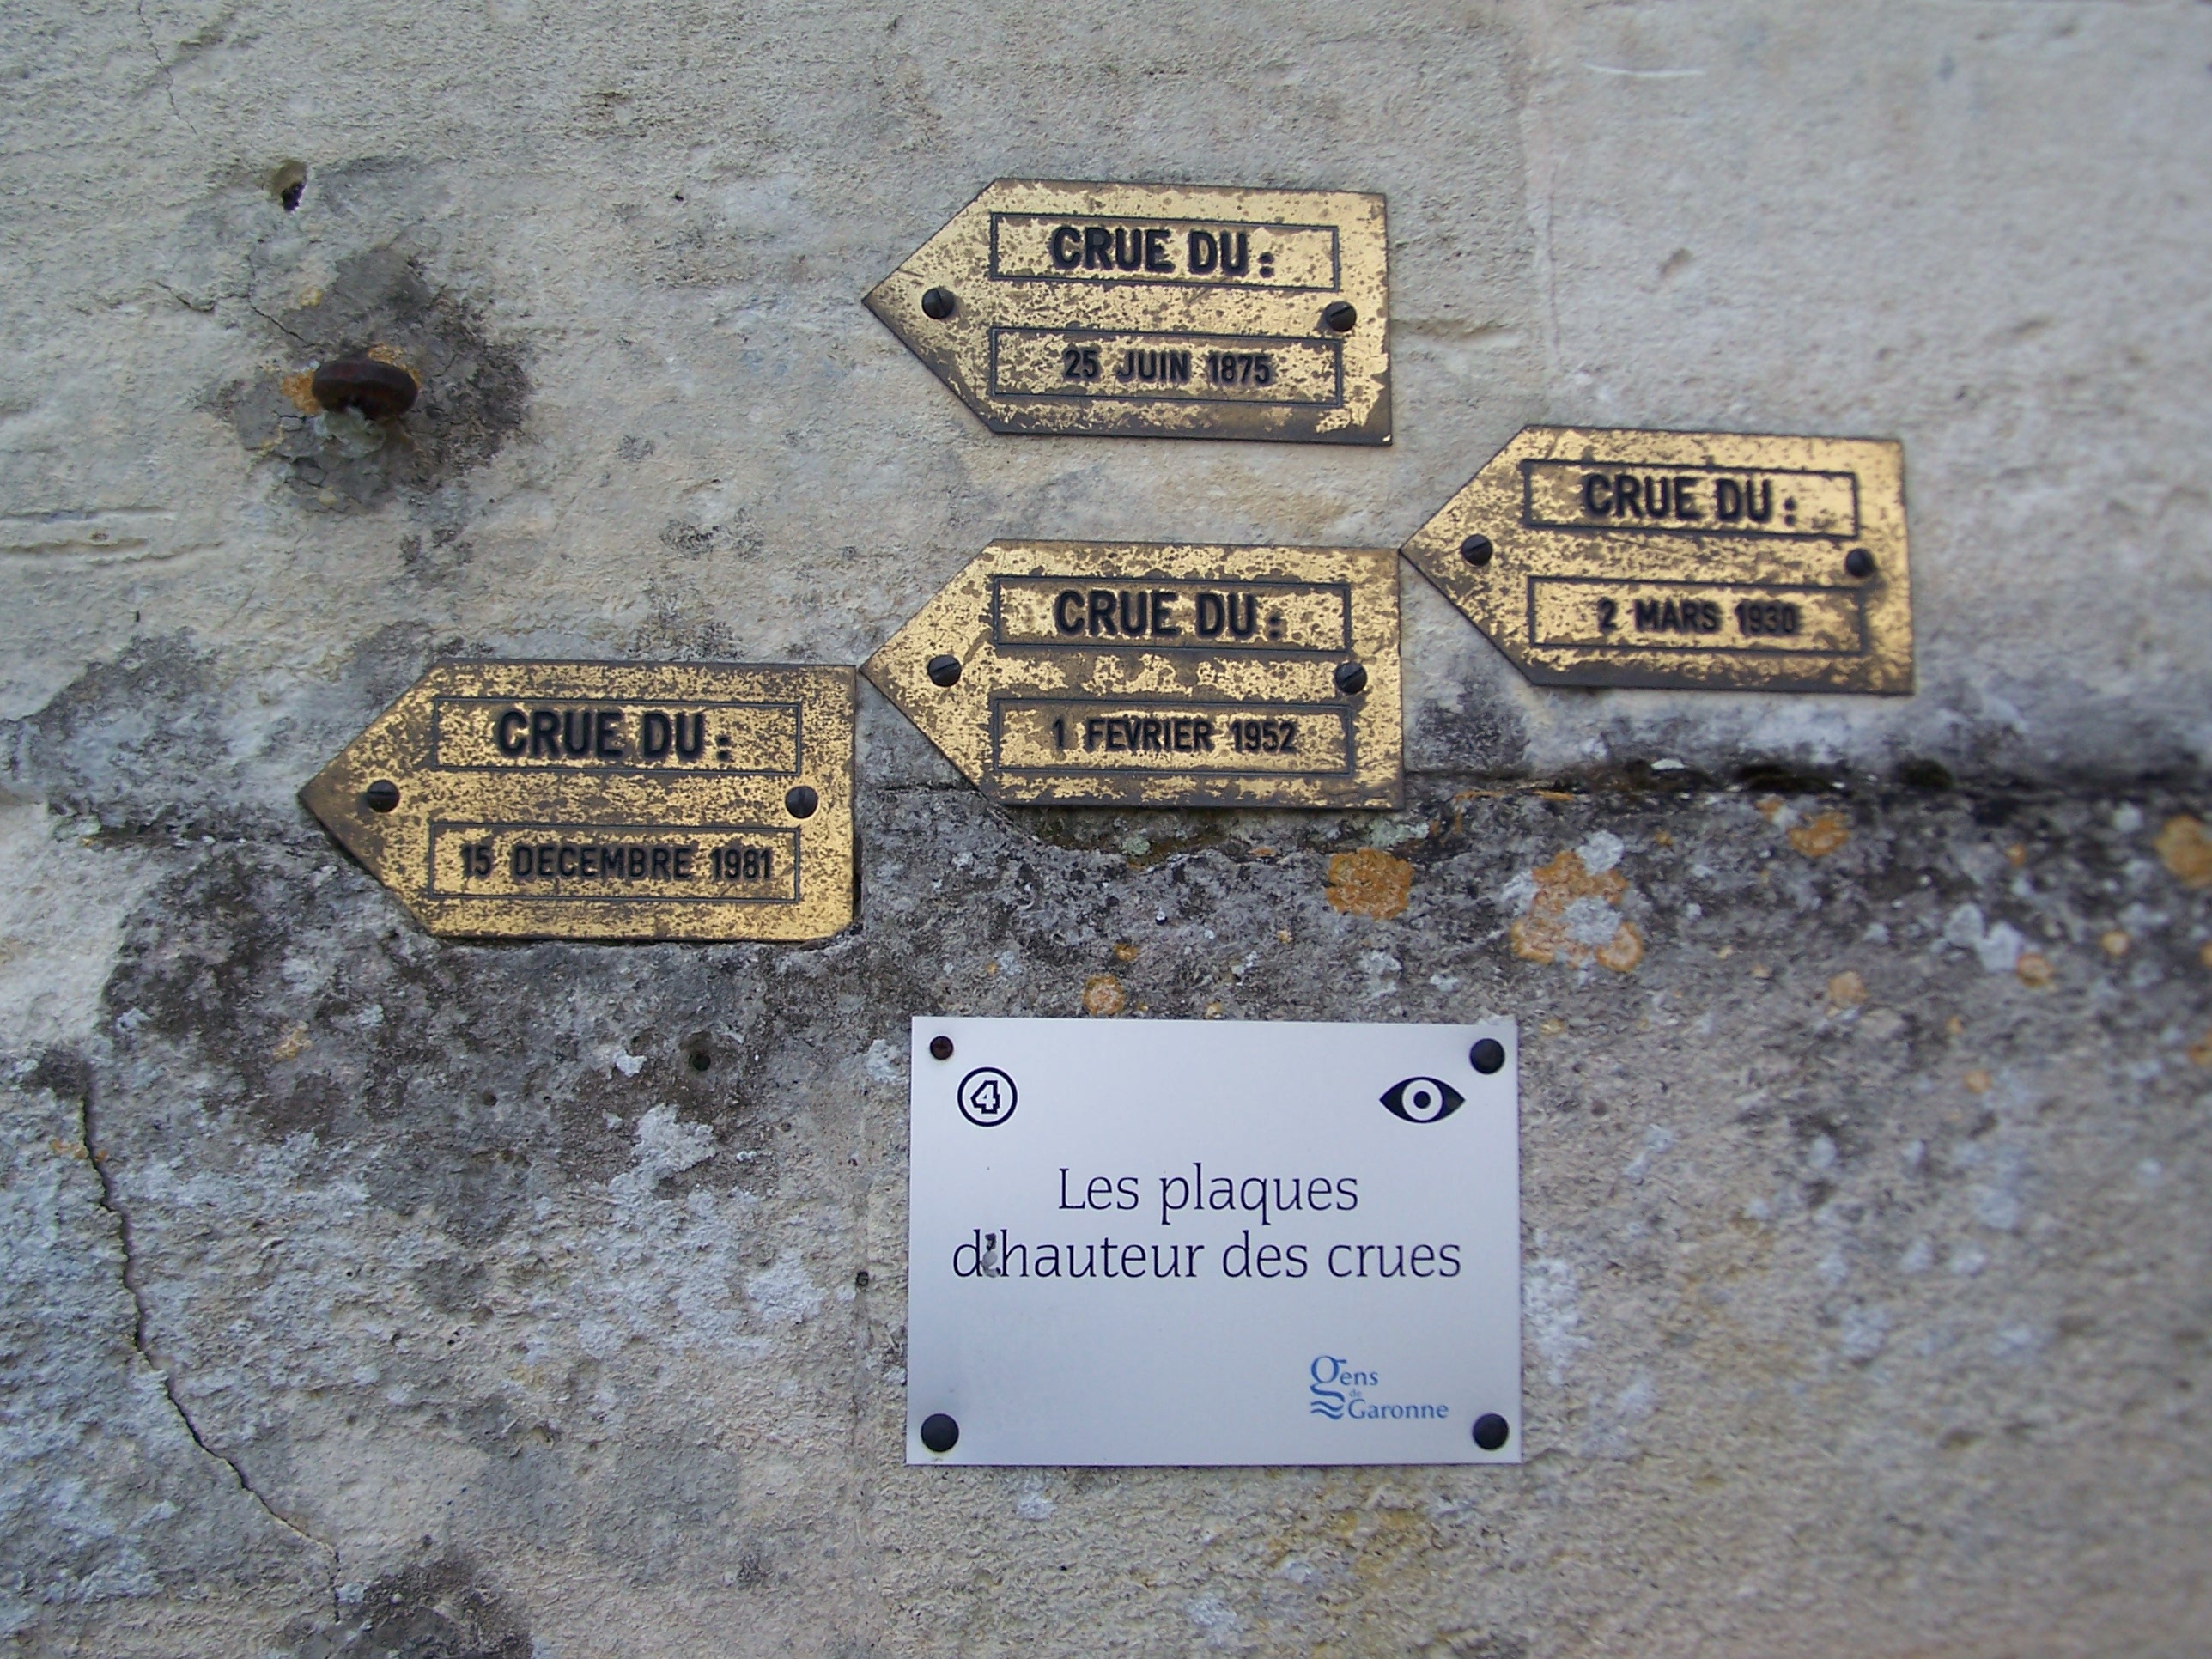 CRUE DU :
25 JUIN 1875
CRUE DU :
2 MARS 1930
CRUE DU :
1 FEVRIER 1952
CRUE DU :
15 DECEMBRE 1981
4
Les plaques
d'hauteur des crues
gens
de
Garonne